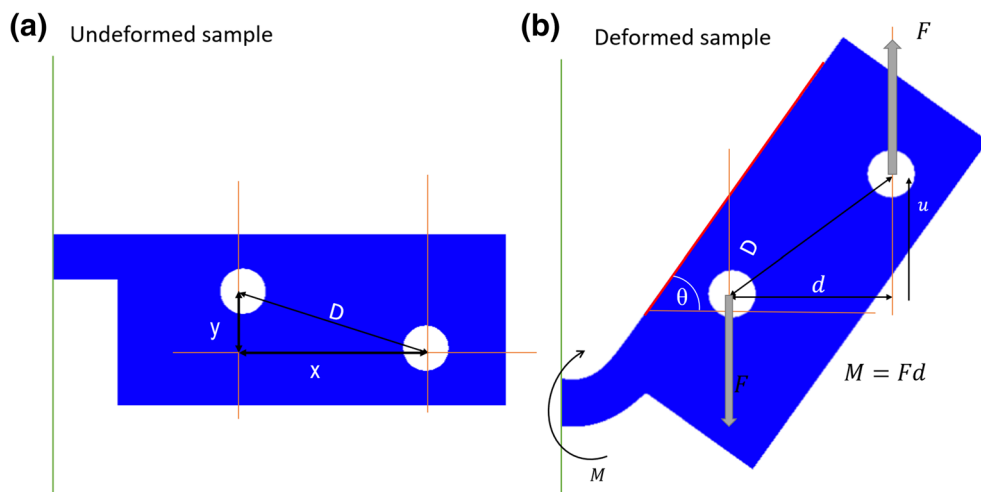 (a) Undeformed sample
D
y
x
(b) Deformed sample
F
u
D
d
θ
F
M = Fd
M